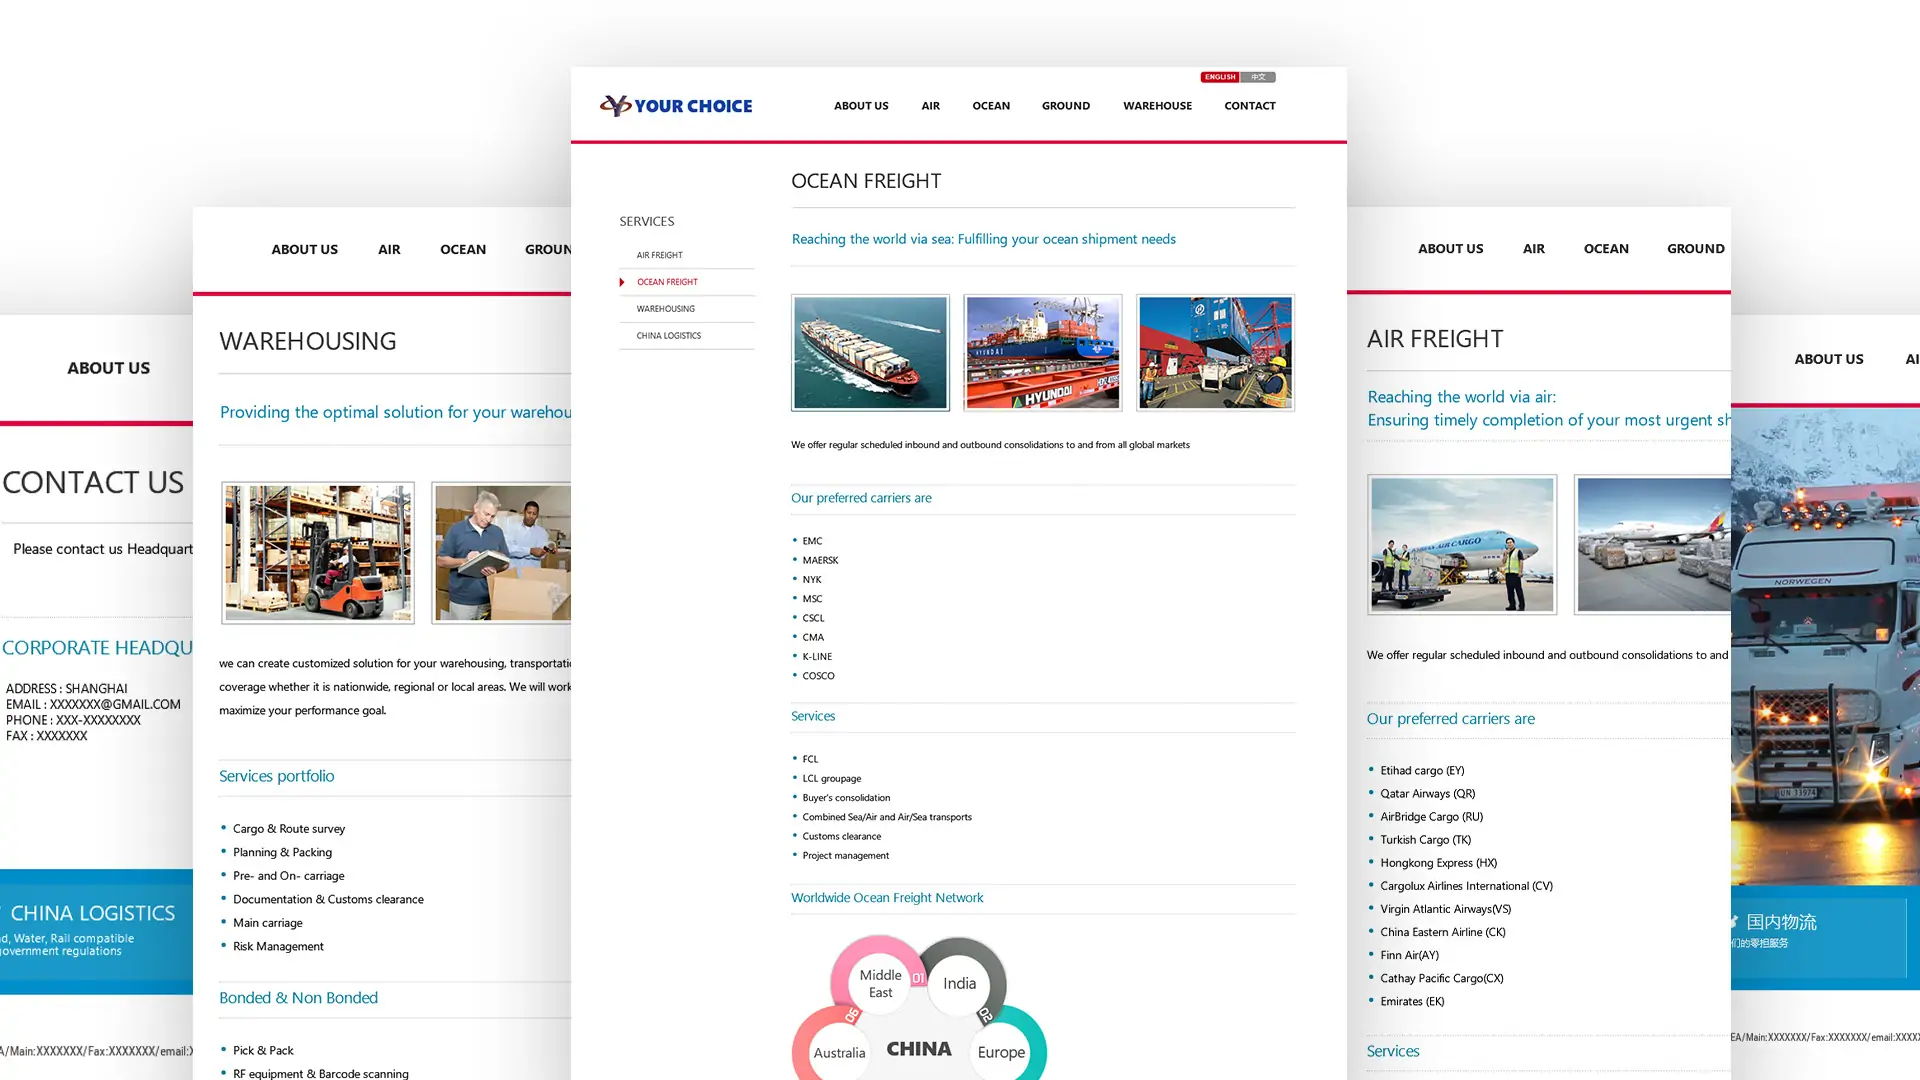 ABOUT US
CONTACT US
Please contact us Headquart
CORPORATE HEADQU
ADDRESS : SHANGHAI
EMAIL : XXXXXXX@GMAIL.COM
PHONE : XXX-XXXXXXXX
FAX : XXXXXXX
CHINA LOGISTICS
Water, Rail compatible
government regulations
A/Main:XXXXXXX/Fax:XXXXXXX/email:X
ABOUT US AIR OCEAN GROUN
WAREHOUSING
Providing the optimal solution for your warehou
we can create customized solution for your warehousing, transportatio
coverage whether it is nationwide, regional or local areas. We will work
maximize your performance goal.
Services portfolio
• Cargo & Route survey
• Planning & Packing
• Pre- and On- carriage
• Documentation & Customs clearance
• Main carriage
• Risk Management
Bonded & Non Bonded
• Pick & Pack
• RF equipment & Barcode scanning
ENGLISH 中文
YOUR CHOICE
ABOUT US AIR OCEAN GROUND WAREHOUSE CONTACT
SERVICES
AIR FREIGHT
OCEAN FREIGHT
WAREHOUSING
CHINA LOGISTICS
OCEAN FREIGHT
Reaching the world via sea: Fulfilling your ocean shipment needs
HYUNDAI
HYUNDAI
We offer regular scheduled inbound and outbound consolidations to and from all global markets
Our preferred carriers are
• EMC
• MAERSK
• NYK
• MSC
• CSCL
• CMA
• K-LINE
• COSCO
Services
• FCL
• LCL groupage
• Buyer's consolidation
• Combined Sea/Air and Air/Sea transports
• Customs clearance
• Project management
Worldwide Ocean Freight Network
Middle
East
01
India
02
06
Australia
CHINA
Europe
ABOUT US AIR OCEAN GROUND
AIR FREIGHT
Reaching the world via air:
Ensuring timely completion of your most urgent sh
AIR CARGO
We offer regular scheduled inbound and outbound consolidations to and
Our preferred carriers are
• Etihad cargo (EY)
• Qatar Airways (QR)
• AirBridge Cargo (RU)
• Turkish Cargo (TK)
• Hongkong Express (HX)
• Cargolux Airlines International (CV)
• Virgin Atlantic Airways(VS)
• China Eastern Airline (CK)
• Finn Air(AY)
• Cathay Pacific Cargo(CX)
• Emirates (EK)
Services
ABOUT US AI
NORWEGEN
UN 33974
国内物流
们的零担服务
EA/Main:XXXXXXX/Fax:XXXXXXX/email:XXXX